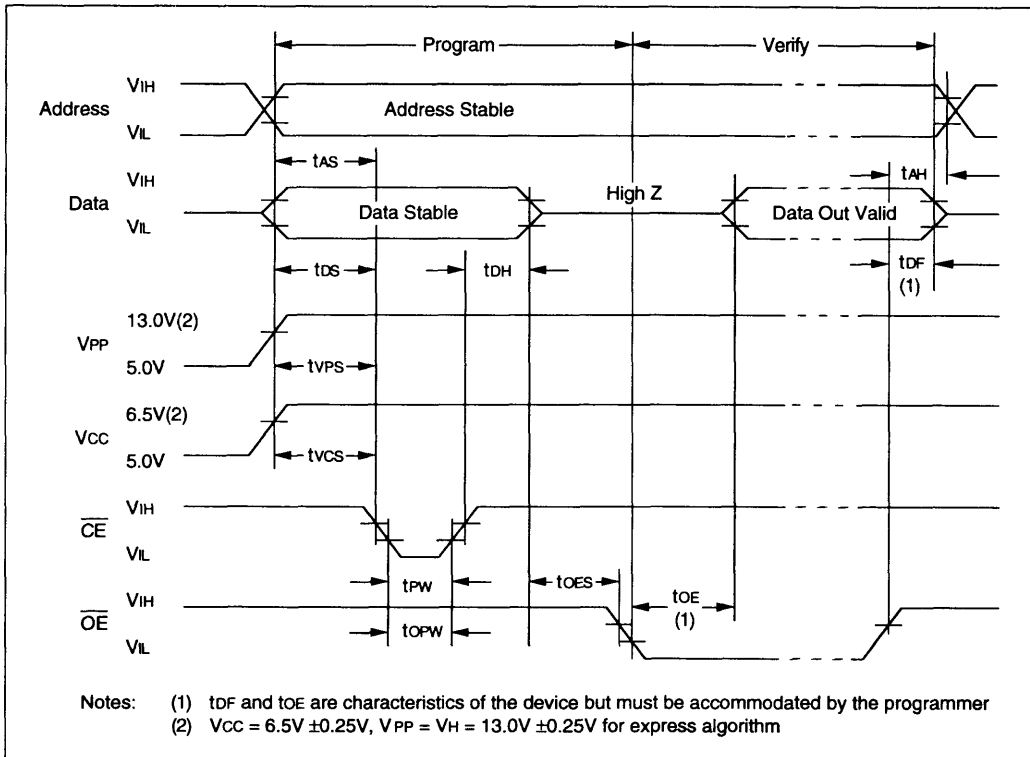 Program Verify
Address VIH Address Stable
VIL
tAS tAH
Data VIH Data Stable High Z Data Out Valid
VIL
tDS tDH tDF
(1)
VPP 13.0V(2)
5.0V tVPS
VCC 6.5V(2)
5.0V tVCS
CE VIH
VIL
tPW tOES tOE
(1)
OE VIH
VIL tOPW
Notes: (1) tDF and tOE are characteristics of the device but must be accommodated by the programmer
(2) VCC = 6.5V ±0.25V, VPP = VH = 13.0V ±0.25V for express algorithm